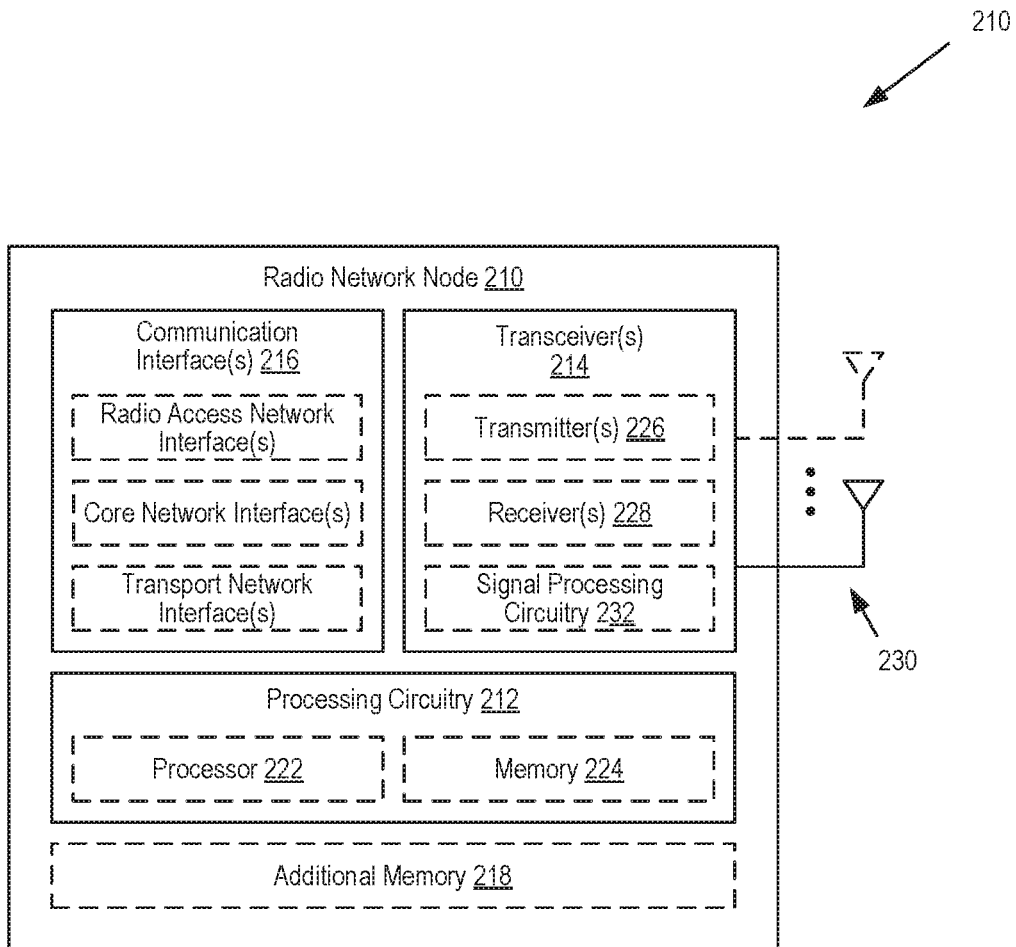 210
Radio Network Node 210
Communication
Interface(s) 216
Radio Access Network
Interface(s)
Core Network Interface(s)
Transport Network
Interface(s)
Transceiver(s)
214
Transmitter(s) 226
Receiver(s) 228
Signal Processing
Circuitry 232
230
Processing Circuitry 212
Processor 222
Memory 224
Additional Memory 218